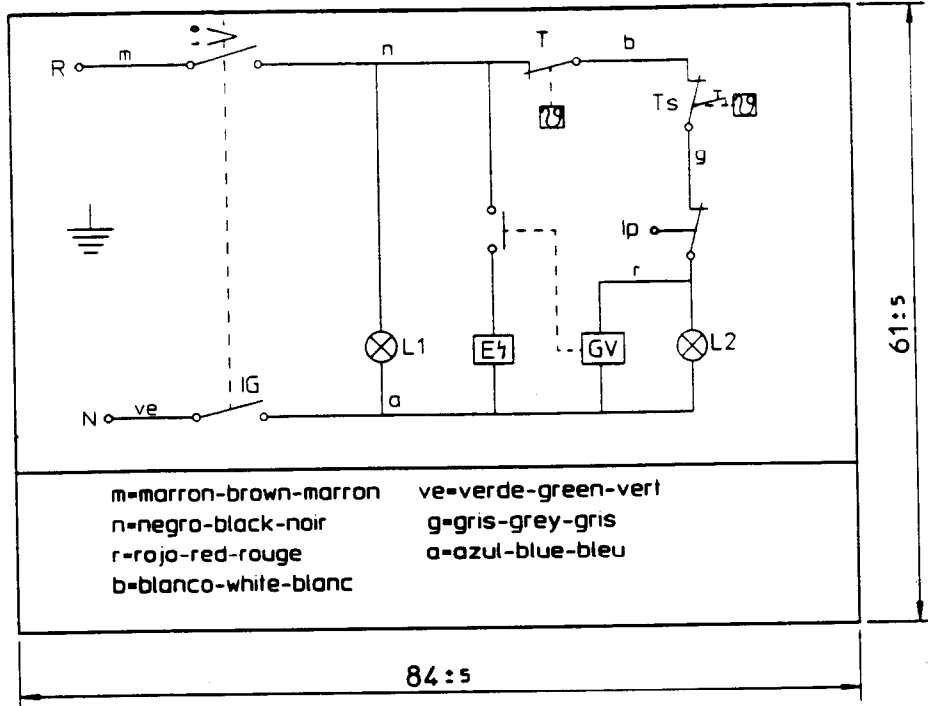 T
n
b
m
R
Ts
g
Ip
r
L1
E
GV
L2
IG
a
ve
N
61±5
m=marron-brown-marron ve=verde-green-vert
n=negro-black-noir g=gris-grey-gris
r=rojo-red-rouge a=azul-blue-bleu
b=blanco-white-blanc
84±5